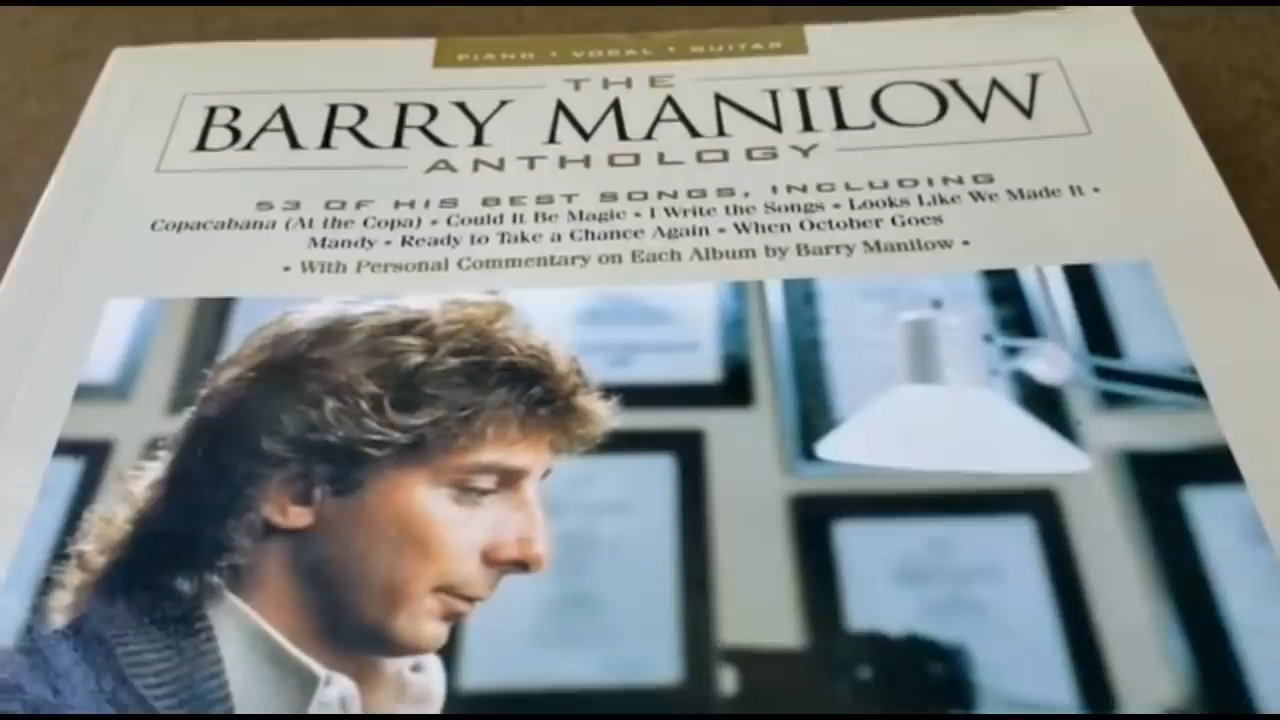 PIANO • VOCAL • GUITAR
THE
BARRY MANILOW
ANTHOLOGY
53 OF HIS BEST SONGS, INCLUDING
Copacabana (At the Copa) • Could It Be Magic • I Write the Songs • Looks Like We Made It •
Mandy • Ready to Take a Chance Again • When October Goes
• With Personal Commentary on Each Album by Barry Manilow •